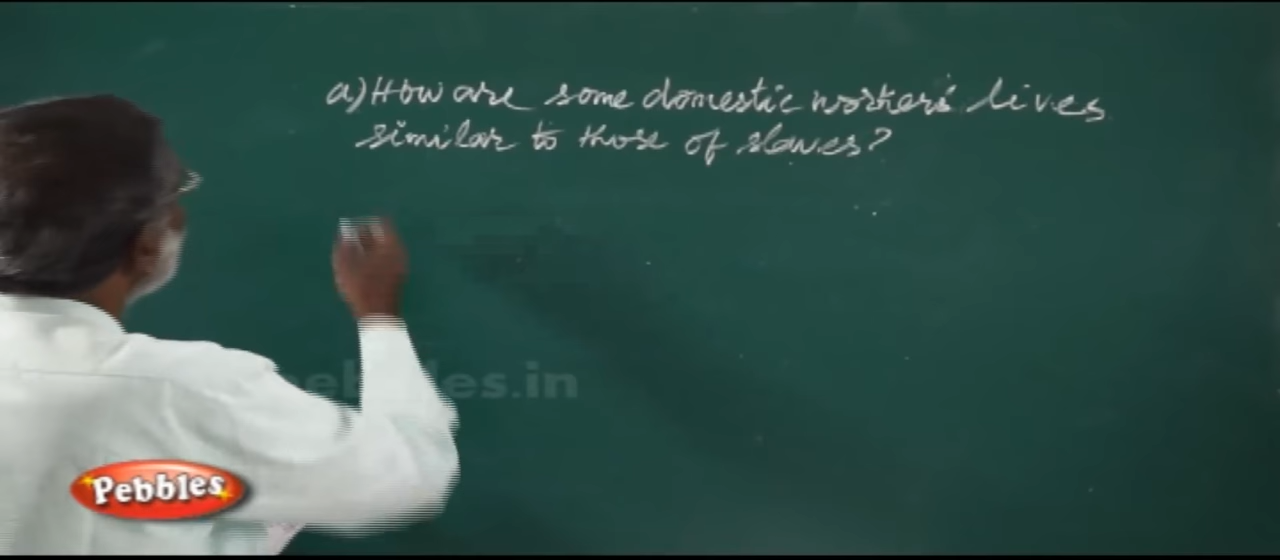 a) How are some domestic workers' lives
similar to those of slaves?
pebbles.in
Pebbles